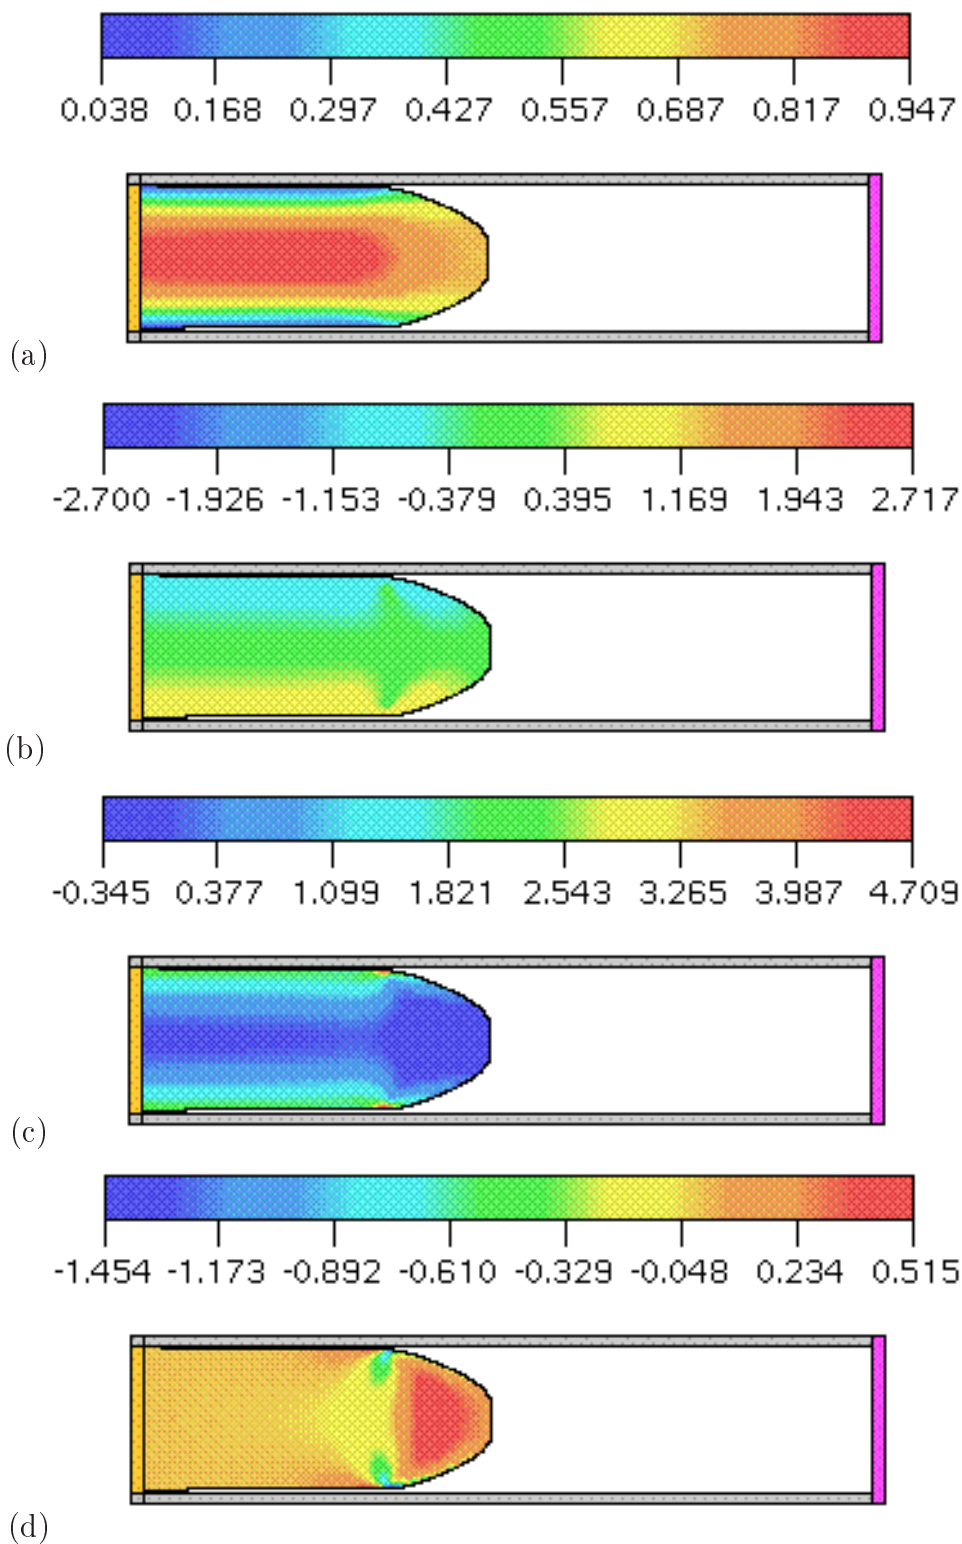 0.038 0.168 0.297 0.427 0.557 0.687 0.817 0.947
(a)
-2.700 -1.926 -1.153 -0.379 0.395 1.169 1.943 2.717
(b)
-0.345 0.377 1.099 1.821 2.543 3.265 3.987 4.709
(c)
-1.454 -1.173 -0.892 -0.610 -0.329 -0.048 0.234 0.515
(d)